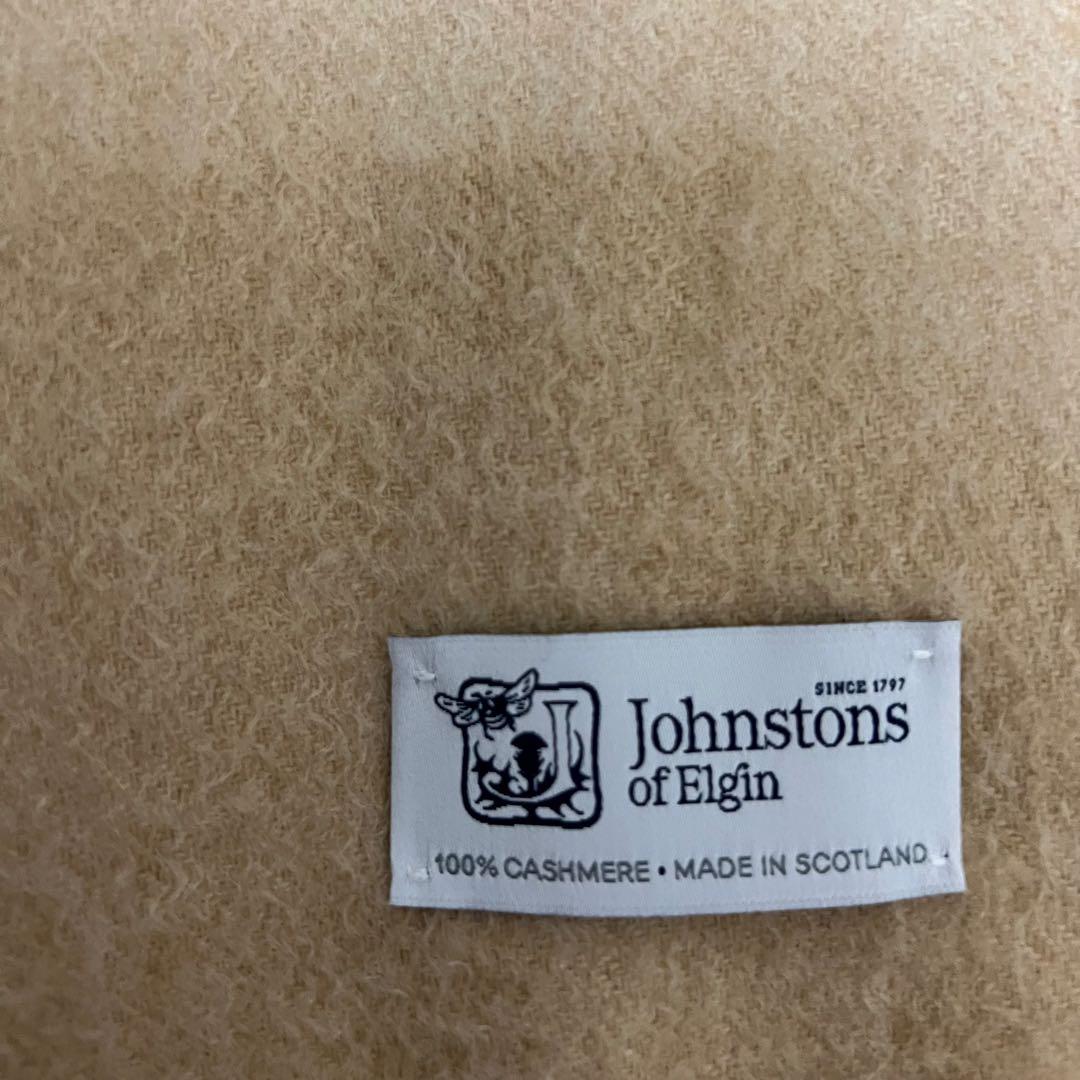 SINCE 1797
Johnstons
of Elgin
100% CASHMERE • MADE IN SCOTLAND